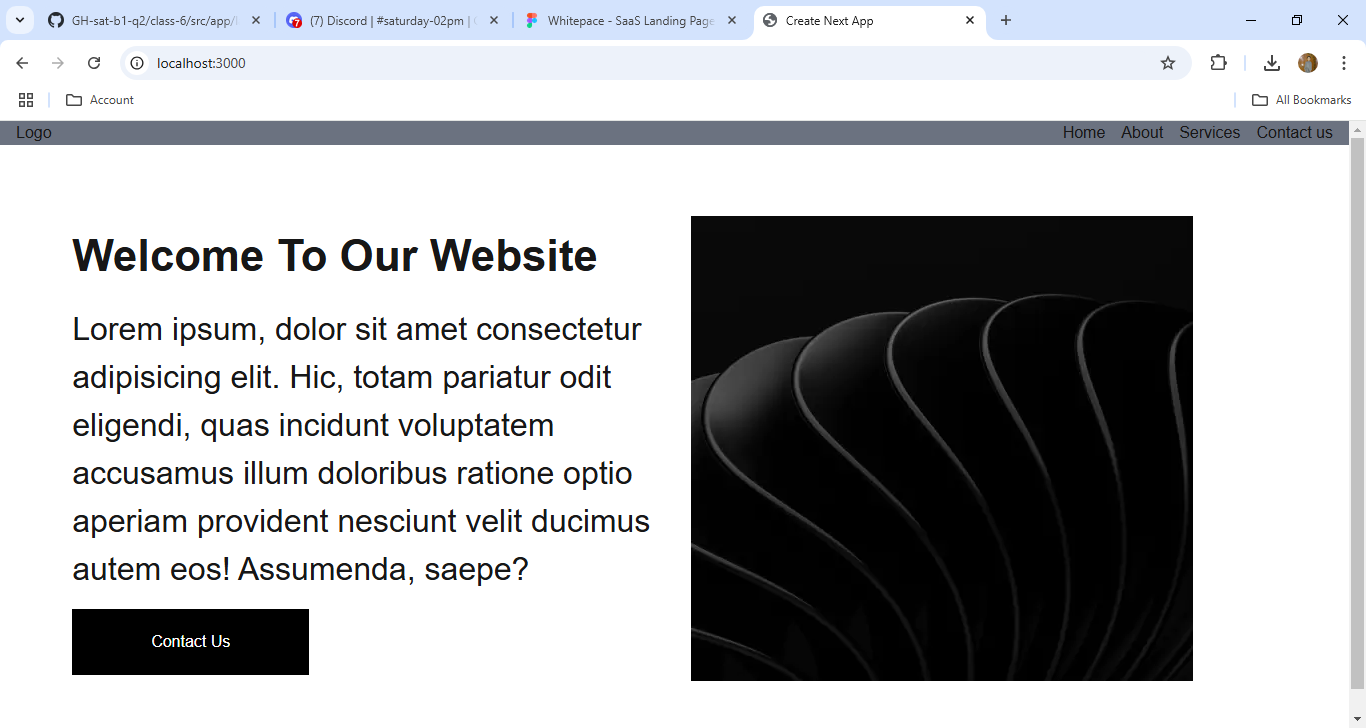 GH-sat-b1-q2/class-6/src/app/
(7) Discord | #saturday-02pm |
Whitepace - SaaS Landing Page
Create Next App
localhost:3000
Account
All Bookmarks
Logo
Home About Services Contact us
Welcome To Our Website
Lorem ipsum, dolor sit amet consectetur
adipisicing elit. Hic, totam pariatur odit
eligendi, quas incidunt voluptatem
accusamus illum doloribus ratione optio
aperiam provident nesciunt velit ducimus
autem eos! Assumenda, saepe?
Contact Us